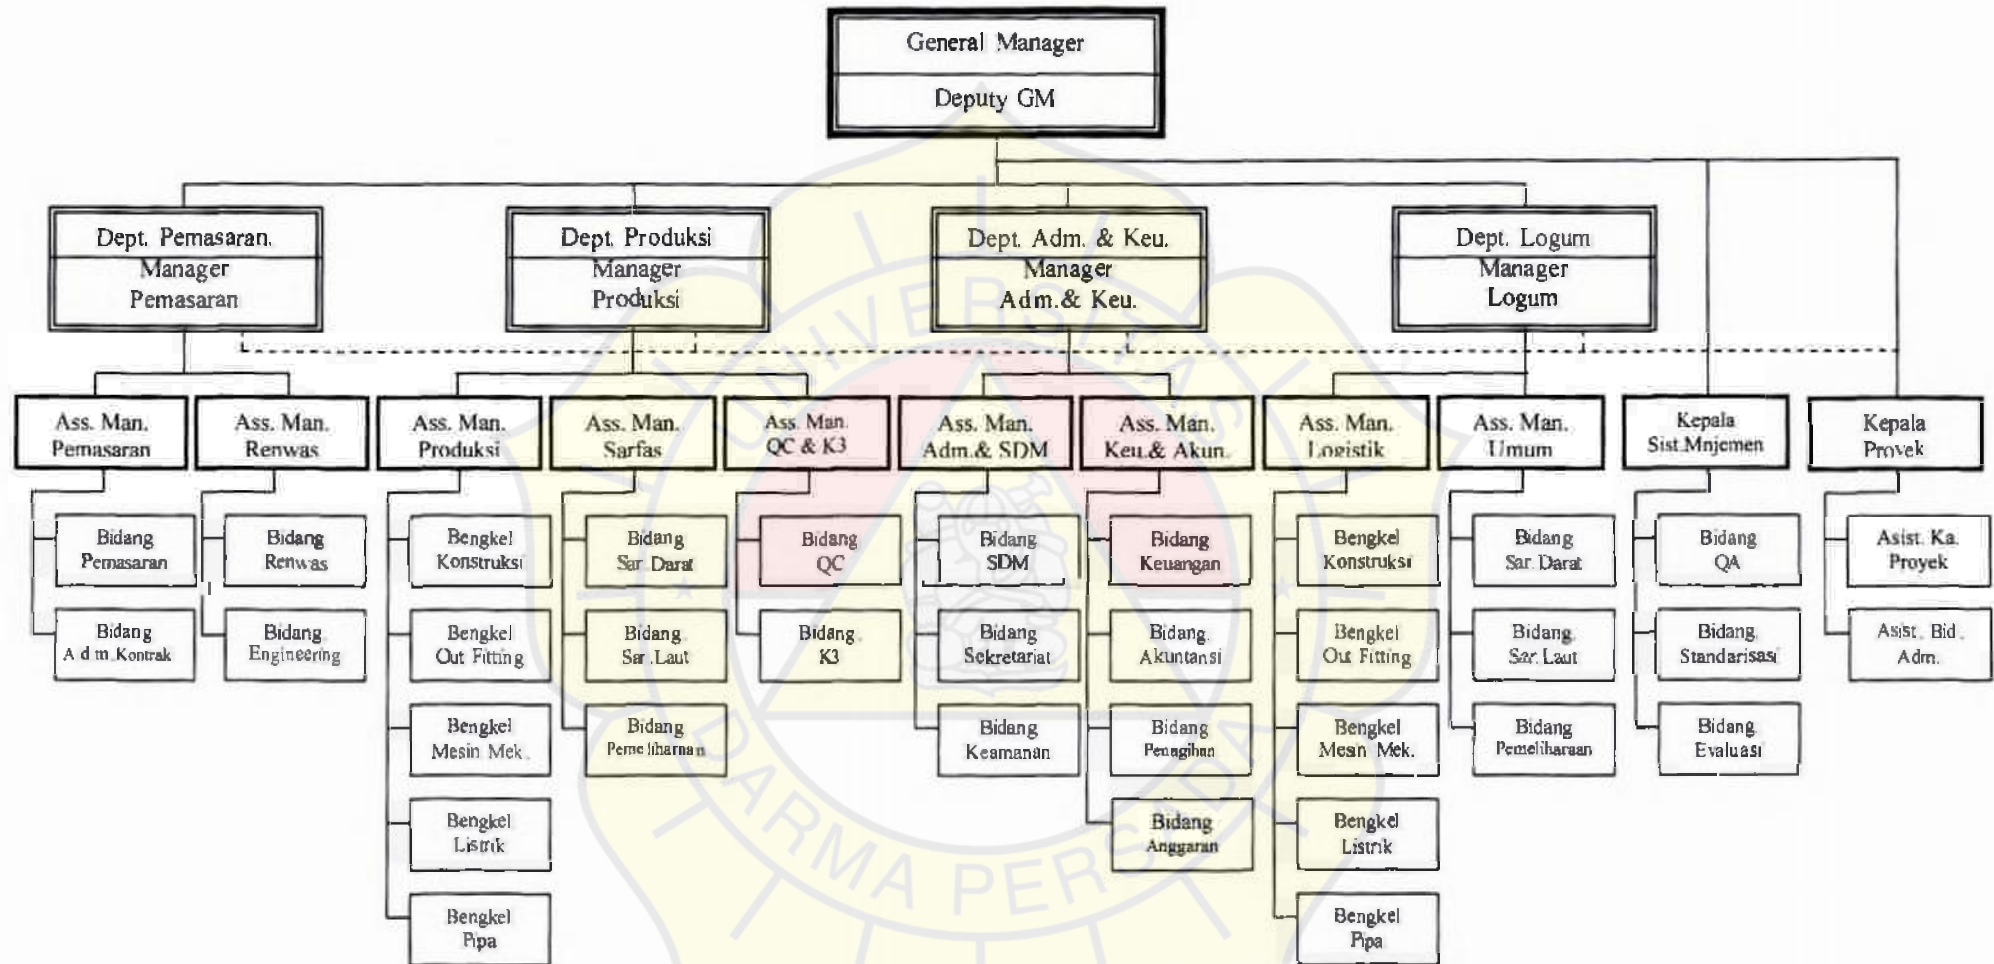 General Manager
Deputy GM
Dept. Pemasaran.
Manager
Pemasaran
Dept. Produksi
Manager
Produksi
Dept. Adm. & Keu.
Manager
Adm.& Keu.
Dept. Logum
Manager
Logum
Ass. Man.
Pemasaran
Ass. Man.
Renwas
Ass. Man.
Produksi
Ass. Man.
Sarfas
Ass. Man.
QC & K3
Ass. Man.
Adm.& SDM
Ass. Man.
Keu.& Akun.
Ass. Man.
Logistik
Ass. Man.
Umum
Kepala
Sist.Mnjemen
Kepala
Proyek
Bidang
Pemasaran
Bidang
Adm.Kontrak
Bidang
Renwas
Bidang
Engineering
Bengkel
Konstruksi
Bengkel
Out Fitting
Bengkel
Mesin Mek.
Bengkel
Listrik
Bengkel
Pipa
Bidang
Sar.Darat
Bidang
Sar.Laut
Bidang
Pemeliharaan
Bidang
QC
Bidang
K3
Bidang
SDM
Bidang
Sekretariat
Bidang
Keamanan
Bidang
Keuangan
Bidang
Akuntansi
Bidang
Penagihan
Bidang
Anggaran
Bengkel
Konstruksi
Bengkel
Out Fitting
Bengkel
Mesin Mek.
Bengkel
Listrik
Bengkel
Pipa
Bidang
Sar.Darat
Bidang
Sar.Laut
Bidang
Pemeliharaan
Bidang
QA
Bidang
Standarisasi
Bidang
Evaluasi
Asist. Ka.
Proyek
Asist. Bid.
Adm.
UNIVERSITAS
DARMA PERSADA